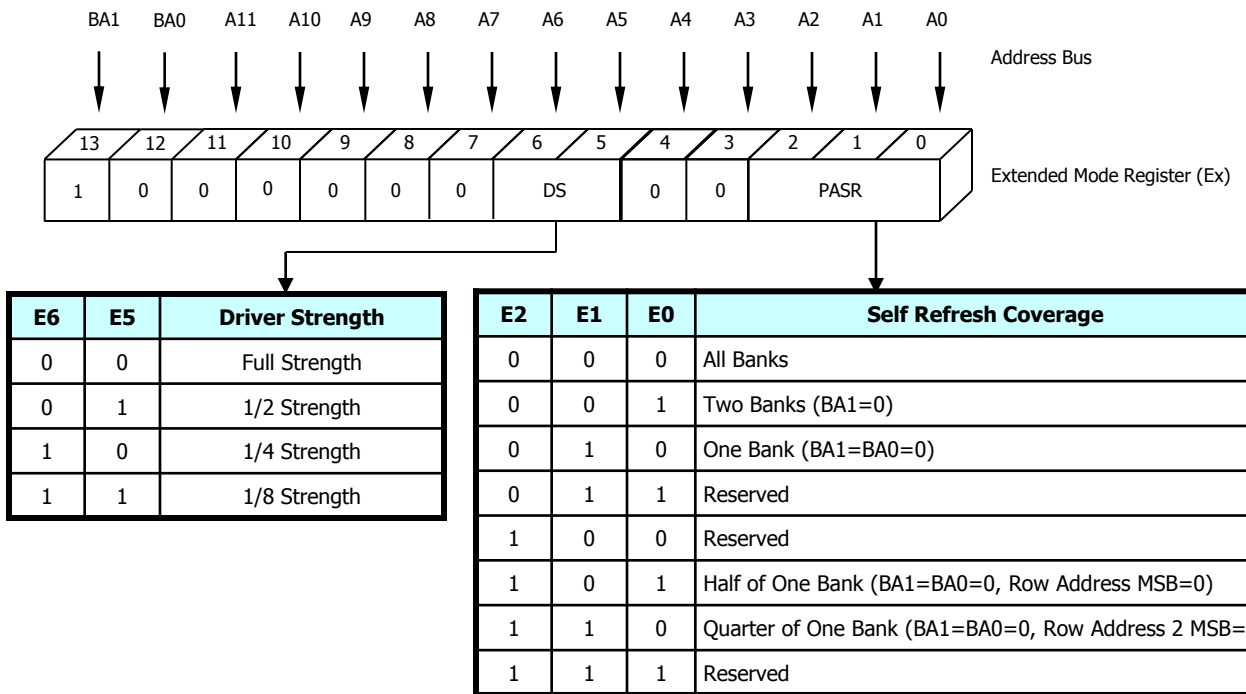 BA1 BA0 A11 A10 A9 A8 A7 A6 A5 A4 A3 A2 A1 A0
Address Bus
13 12 11 10 9 8 7 6 5 4 3 2 1 0
1 0 0 0 0 0 0 DS 0 0 PASR
Extended Mode Register (Ex)
E6 E5 Driver Strength
0 0 Full Strength
0 1 1/2 Strength
1 0 1/4 Strength
1 1 1/8 Strength
E2 E1 E0 Self Refresh Coverage
0 0 0 All Banks
0 0 1 Two Banks (BA1=0)
0 1 0 One Bank (BA1=BA0=0)
0 1 1 Reserved
1 0 0 Reserved
1 0 1 Half of One Bank (BA1=BA0=0, Row Address MSB=0)
1 1 0 Quarter of One Bank (BA1=BA0=0, Row Address 2 MSB=
1 1 1 Reserved